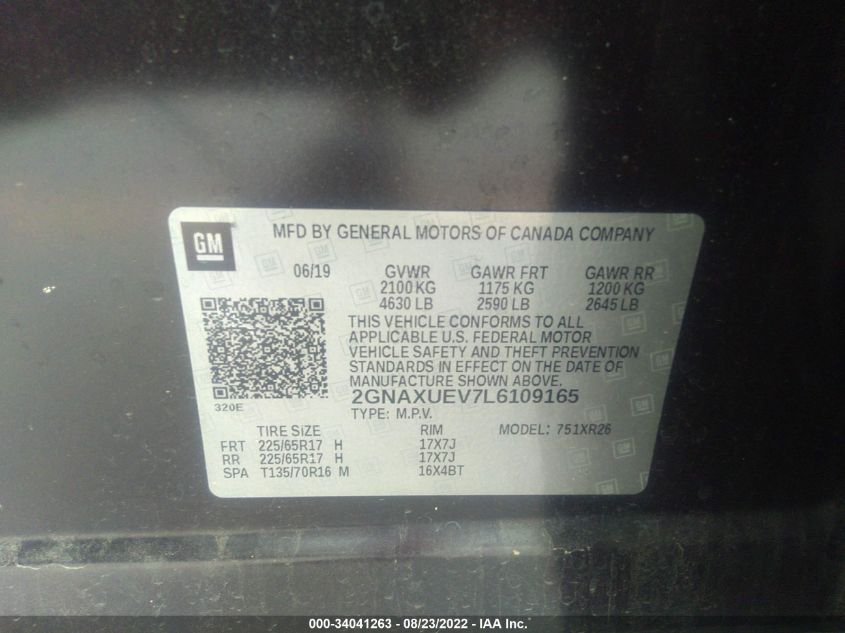 GM
MFD BY GENERAL MOTORS OF CANADA COMPANY
06/19 GVWR GAWR FRT GAWR RR
2100 KG 1175 KG 1200 KG
4630 LB 2590 LB 2645 LB
THIS VEHICLE CONFORMS TO ALL
APPLICABLE U.S. FEDERAL MOTOR
VEHICLE SAFETY AND THEFT PREVENTION
STANDARDS IN EFFECT ON THE DATE OF
MANUFACTURE SHOWN ABOVE.
320E
2GNAXUEV7L6109165
TYPE: M.P.V.
TIRE SIZE RIM MODEL: 751XR26
FRT 225/65R17 H 17X7J
RR 225/65R17 H 17X7J
SPA T135/70R16 M 16X4BT
000-34041263 - 08/23/2022 - IAA Inc.